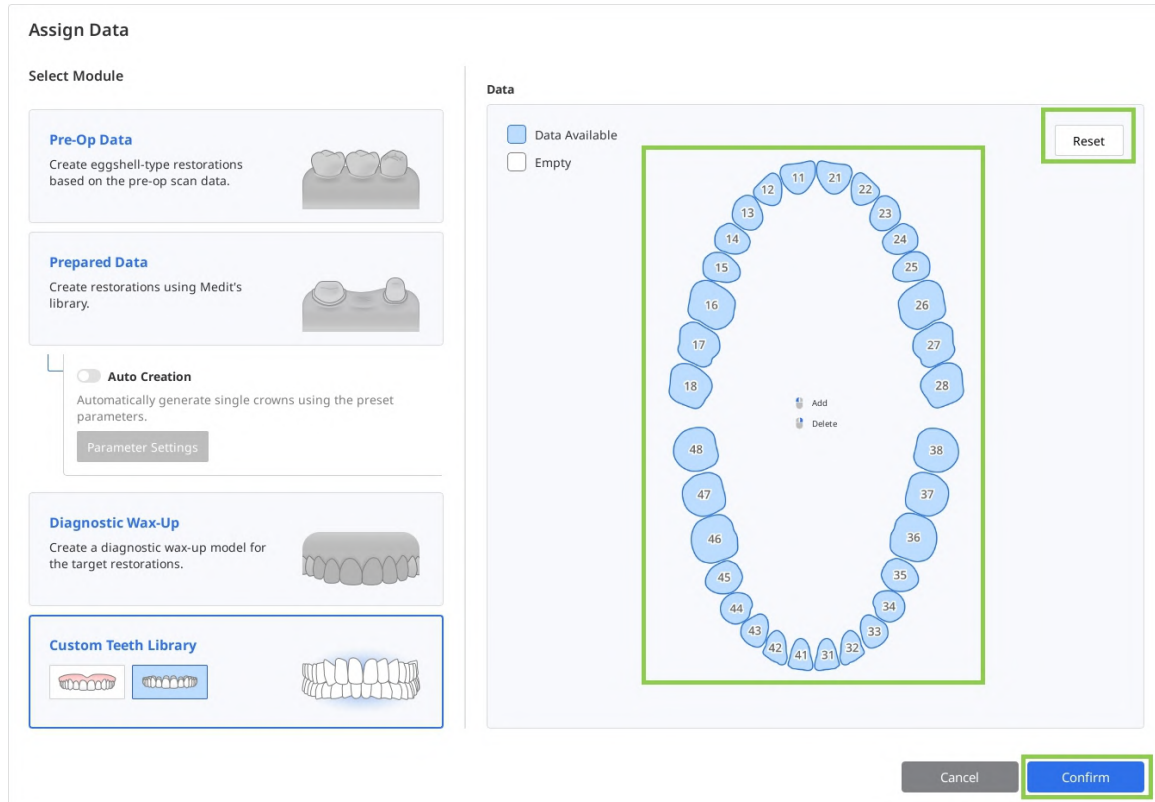 Assign Data
Select Module
Pre-Op Data
Create eggshell-type restorations
based on the pre-op scan data.
Prepared Data
Create restorations using Medit's
library.
Auto Creation
Automatically generate single crowns using the preset
parameters.
Parameter Settings
Diagnostic Wax-Up
Create a diagnostic wax-up model for
the target restorations.
Custom Teeth Library
Data
Data Available
Empty
Reset
11 21
12 22
13 23
14 24
15 25
16 26
17 27
18 28
Add
Delete
48 38
47 37
46 36
45 35
44 34
43 33
42 41 31 32
Cancel
Confirm